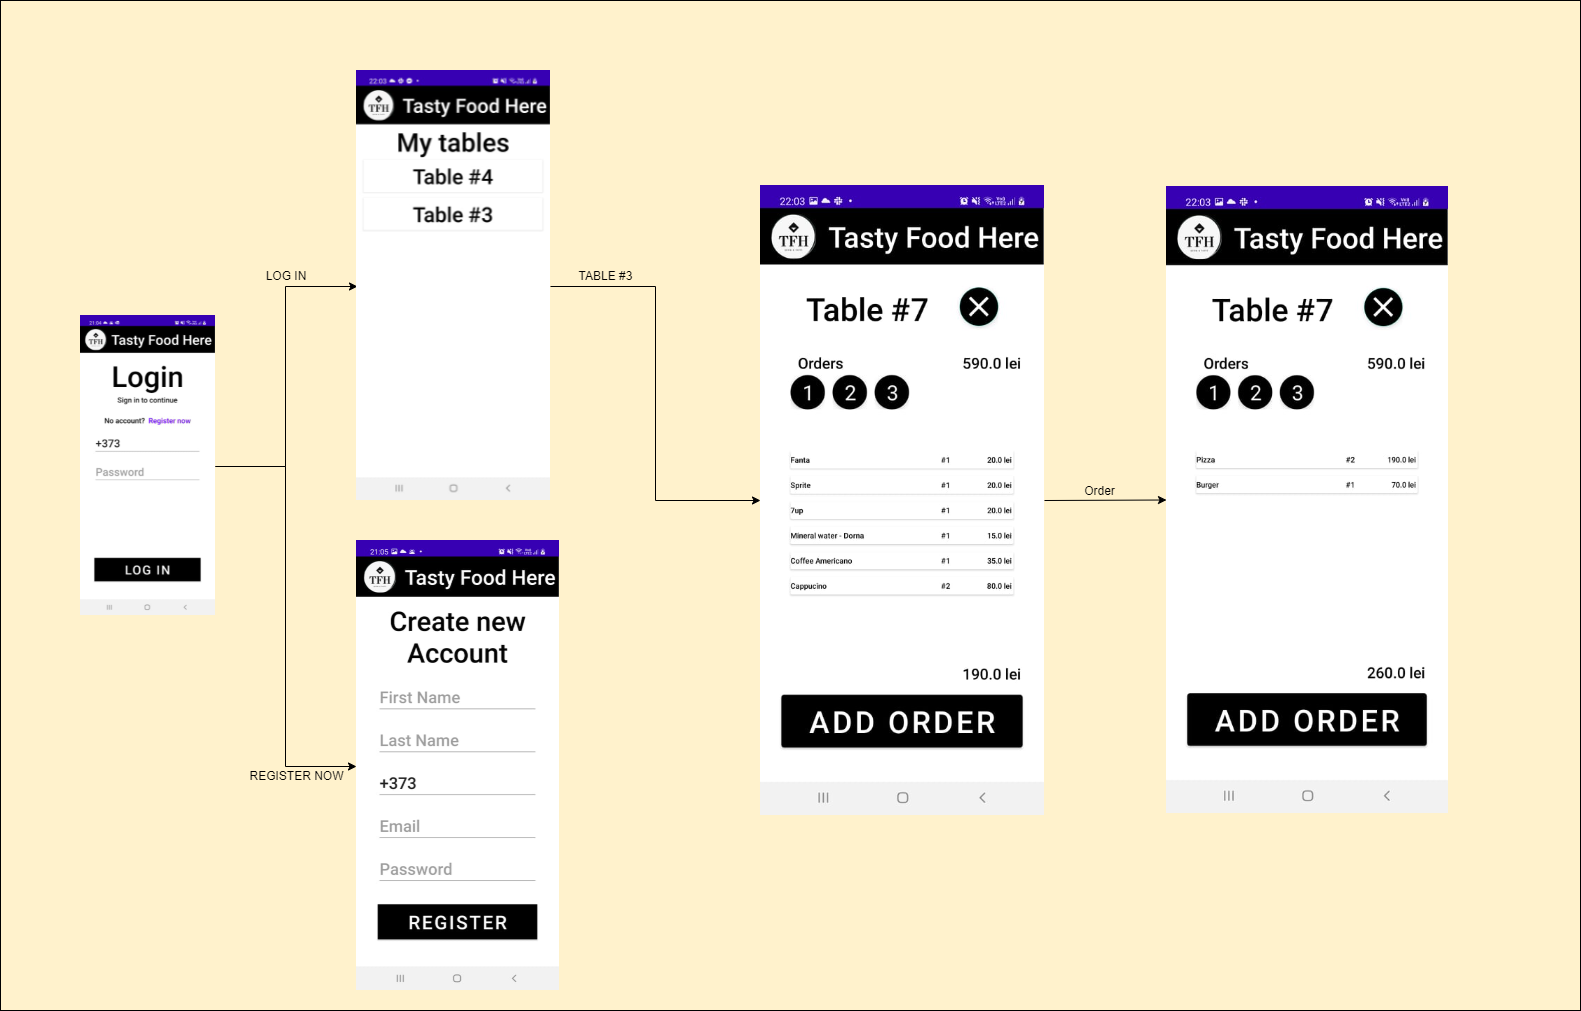 22:03
TFH Tasty Food Here
My tables
Table #4
Table #3
LOG IN
TABLE #3
21:04
TFH Tasty Food Here
Login
Sign in to continue
No account? Register now
+373
Password
LOG IN
REGISTER NOW
21:05
TFH Tasty Food Here
Create new
Account
First Name
Last Name
+373
Email
Password
REGISTER
22:03
TFH Tasty Food Here
Table #7
Orders 590.0 lei
1 2 3
Fanta #1 20.0 lei
Sprite #1 20.0 lei
7up #1 20.0 lei
Mineral water - Dorna #1 15.0 lei
Coffee Americano #1 35.0 lei
Cappucino #2 80.0 lei
190.0 lei
ADD ORDER
Order
22:03
TFH Tasty Food Here
Table #7
Orders 590.0 lei
1 2 3
Pizza #2 190.0 lei
Burger #1 70.0 lei
260.0 lei
ADD ORDER